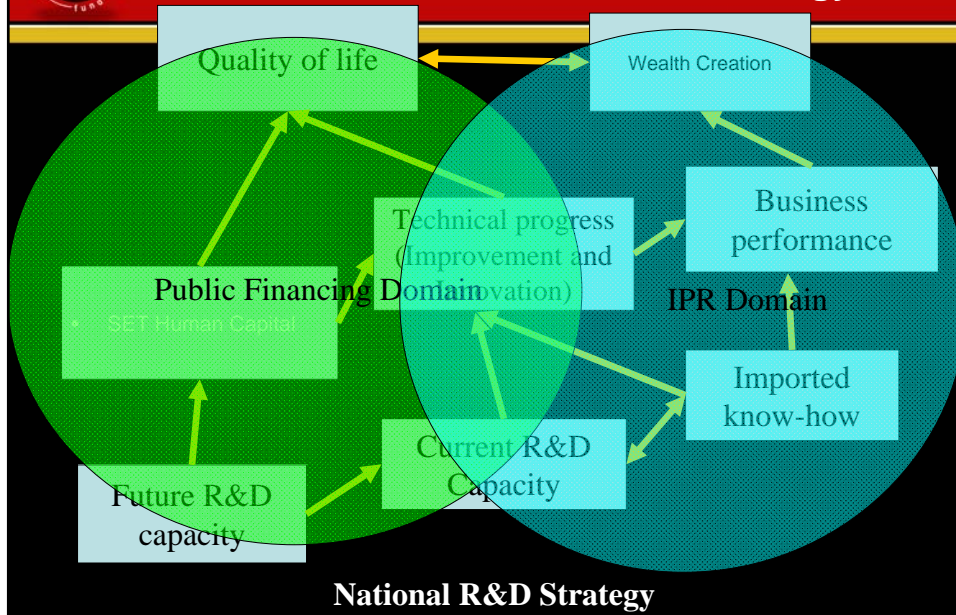 fund
Quality of life
Wealth Creation
Technical progress
(Improvement and
Innovation)
Business
performance
Public Financing Domain
IPR Domain
• SET Human Capital
Imported
know-how
Current R&D
Capacity
Future R&D
capacity
National R&D Strategy